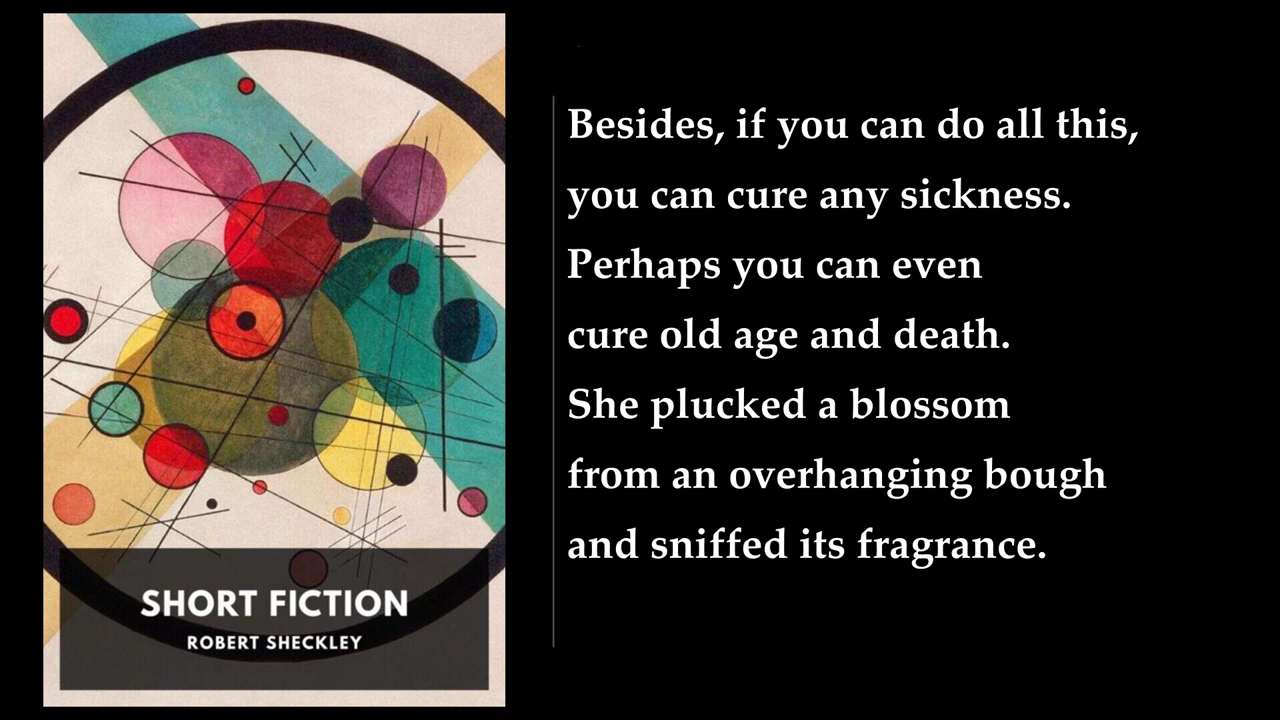 SHORT FICTION
ROBERT SHECKLEY
Besides, if you can do all this,
you can cure any sickness.
Perhaps you can even
cure old age and death.
She plucked a blossom
from an overhanging bough
and sniffed its fragrance.